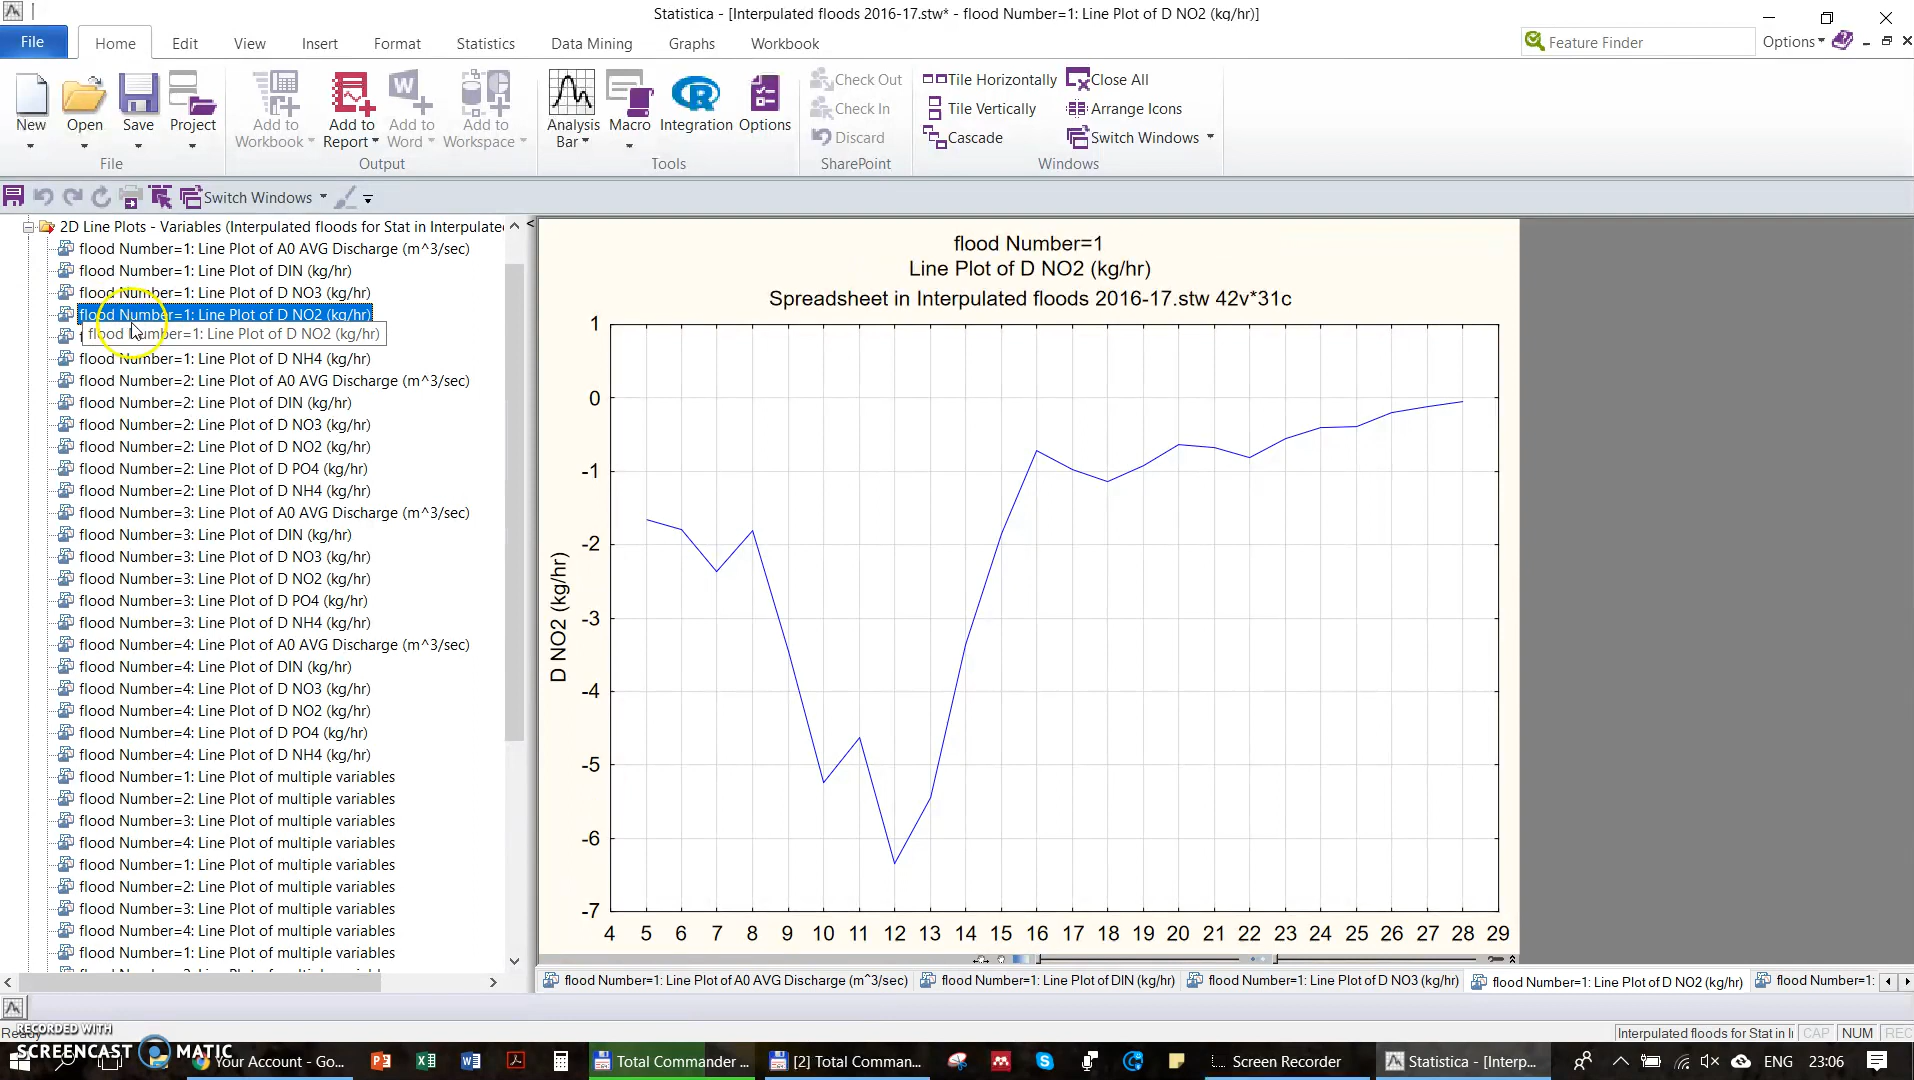 Statistica - [Interpulated floods 2016-17.stw* - flood Number=1: Line Plot of D NO2 (kg/hr)]
File
Home
Edit
View
Insert
Format
Statistics
Data Mining
Graphs
Workbook
Feature Finder
Options
New
Open
Save
Project
Add to
Workbook
Add to
Report
Add to
Word
Add to
Workspace
Analysis
Bar
Macro
Integration
Options
Check Out
Check In
Discard
Tile Horizontally
Tile Vertically
Cascade
Close All
Arrange Icons
Switch Windows
File
Output
Tools
SharePoint
Windows
Switch Windows
2D Line Plots - Variables (Interpulated floods for Stat in Interpulate
flood Number=1: Line Plot of A0 AVG Discharge (m^3/sec)
flood Number=1: Line Plot of DIN (kg/hr)
flood Number=1: Line Plot of D NO3 (kg/hr)
flood Number=1: Line Plot of D NO2 (kg/hr)
flood Number=1: Line Plot of D NO2 (kg/hr)
flood Number=1: Line Plot of D NH4 (kg/hr)
flood Number=2: Line Plot of A0 AVG Discharge (m^3/sec)
flood Number=2: Line Plot of DIN (kg/hr)
flood Number=2: Line Plot of D NO3 (kg/hr)
flood Number=2: Line Plot of D NO2 (kg/hr)
flood Number=2: Line Plot of D PO4 (kg/hr)
flood Number=2: Line Plot of D NH4 (kg/hr)
flood Number=3: Line Plot of A0 AVG Discharge (m^3/sec)
flood Number=3: Line Plot of DIN (kg/hr)
flood Number=3: Line Plot of D NO3 (kg/hr)
flood Number=3: Line Plot of D NO2 (kg/hr)
flood Number=3: Line Plot of D PO4 (kg/hr)
flood Number=3: Line Plot of D NH4 (kg/hr)
flood Number=4: Line Plot of A0 AVG Discharge (m^3/sec)
flood Number=4: Line Plot of DIN (kg/hr)
flood Number=4: Line Plot of D NO3 (kg/hr)
flood Number=4: Line Plot of D NO2 (kg/hr)
flood Number=4: Line Plot of D PO4 (kg/hr)
flood Number=4: Line Plot of D NH4 (kg/hr)
flood Number=1: Line Plot of multiple variables
flood Number=2: Line Plot of multiple variables
flood Number=3: Line Plot of multiple variables
flood Number=4: Line Plot of multiple variables
flood Number=1: Line Plot of multiple variables
flood Number=2: Line Plot of multiple variables
flood Number=3: Line Plot of multiple variables
flood Number=4: Line Plot of multiple variables
flood Number=1: Line Plot of multiple variables
flood Number=1
Line Plot of D NO2 (kg/hr)
Spreadsheet in Interpulated floods 2016-17.stw 42v*31c
1
0
-1
-2
-3
-4
-5
-6
-7
D NO2 (kg/hr)
4 5 6 7 8 9 10 11 12 13 14 15 16 17 18 19 20 21 22 23 24 25 26 27 28 29
flood Number=1: Line Plot of A0 AVG Discharge (m^3/sec)
flood Number=1: Line Plot of DIN (kg/hr)
flood Number=1: Line Plot of D NO3 (kg/hr)
flood Number=1: Line Plot of D NO2 (kg/hr)
flood Number=1:
Interpulated floods for Stat in I
CAP
NUM
REC
RECORDED WITH
SCREENCAST MATIC
Your Account - Go...
Total Commander ...
[2] Total Comman...
Screen Recorder
Statistica - [Interp...
ENG
23:06